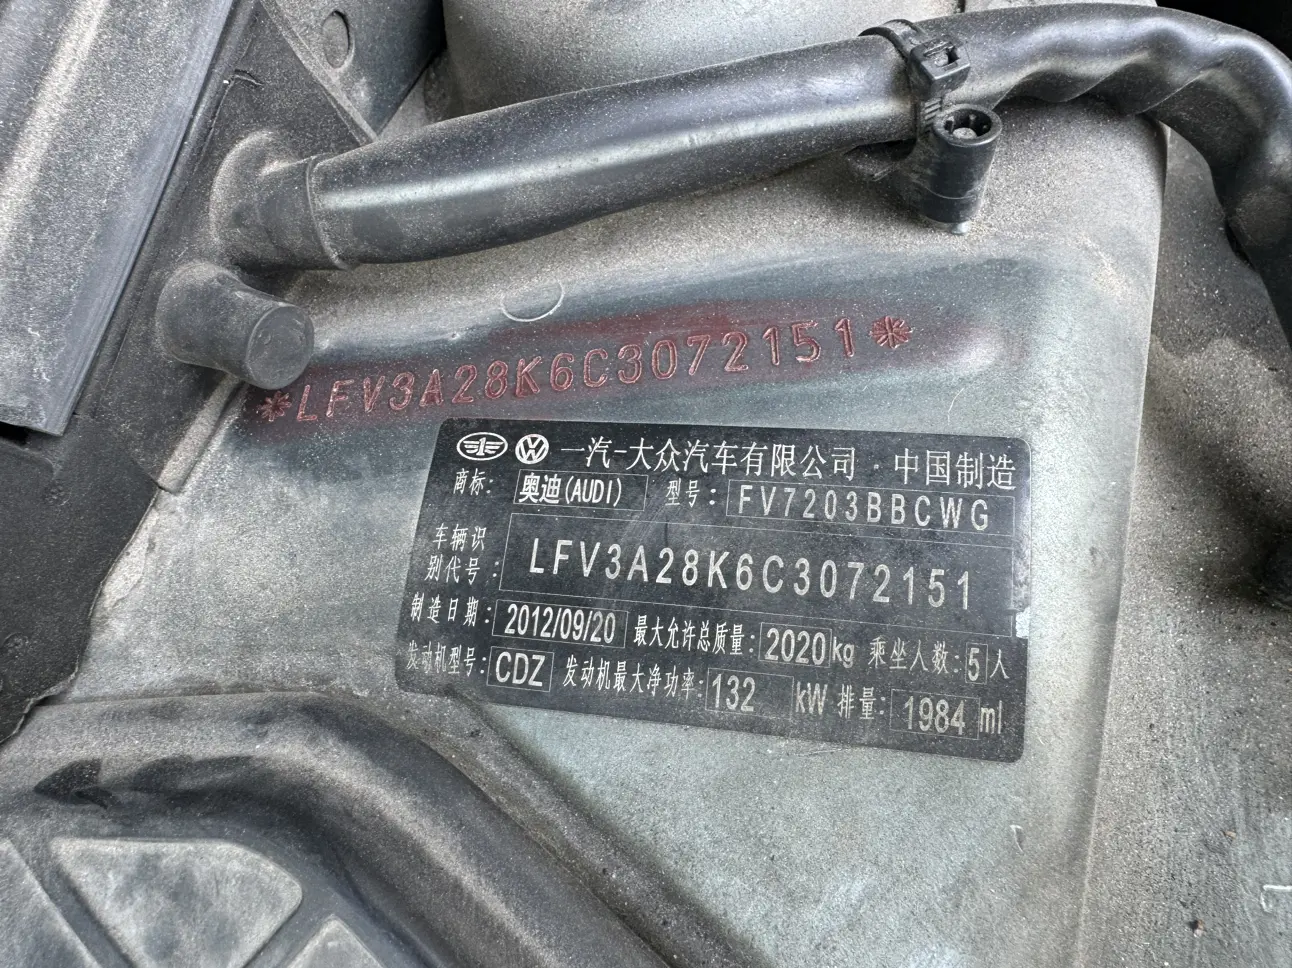 *LFV3A28K6C3072151*
一汽-大众汽车有限公司·中国制造
商标: 奥迪(AUDI) 型号: FV7203BBCWG
车辆识别代号: LFV3A28K6C3072151
制造日期: 2012/09/20 最大允许总质量: 2020kg 乘坐人数: 5人
发动机型号: CDZ 发动机最大净功率: 132 kW 排量: 1984 ml